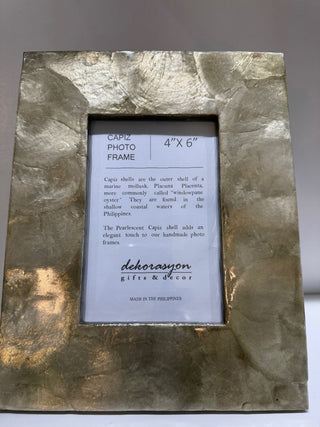 CAPIZ
PHOTO
FRAME
4"X 6"
Capiz shells are the outer shell of a
marine mollusk, Placuna Placenta,
more commonly called "windowpane
oyster" They are found in the
shallow coastal waters of the
Philippines
The Pearlescent Capiz shell adds an
elegant touch to our handmade photo
frames.
dekorasyon
gifts & decor
MADE IN THE PHILIPPINES